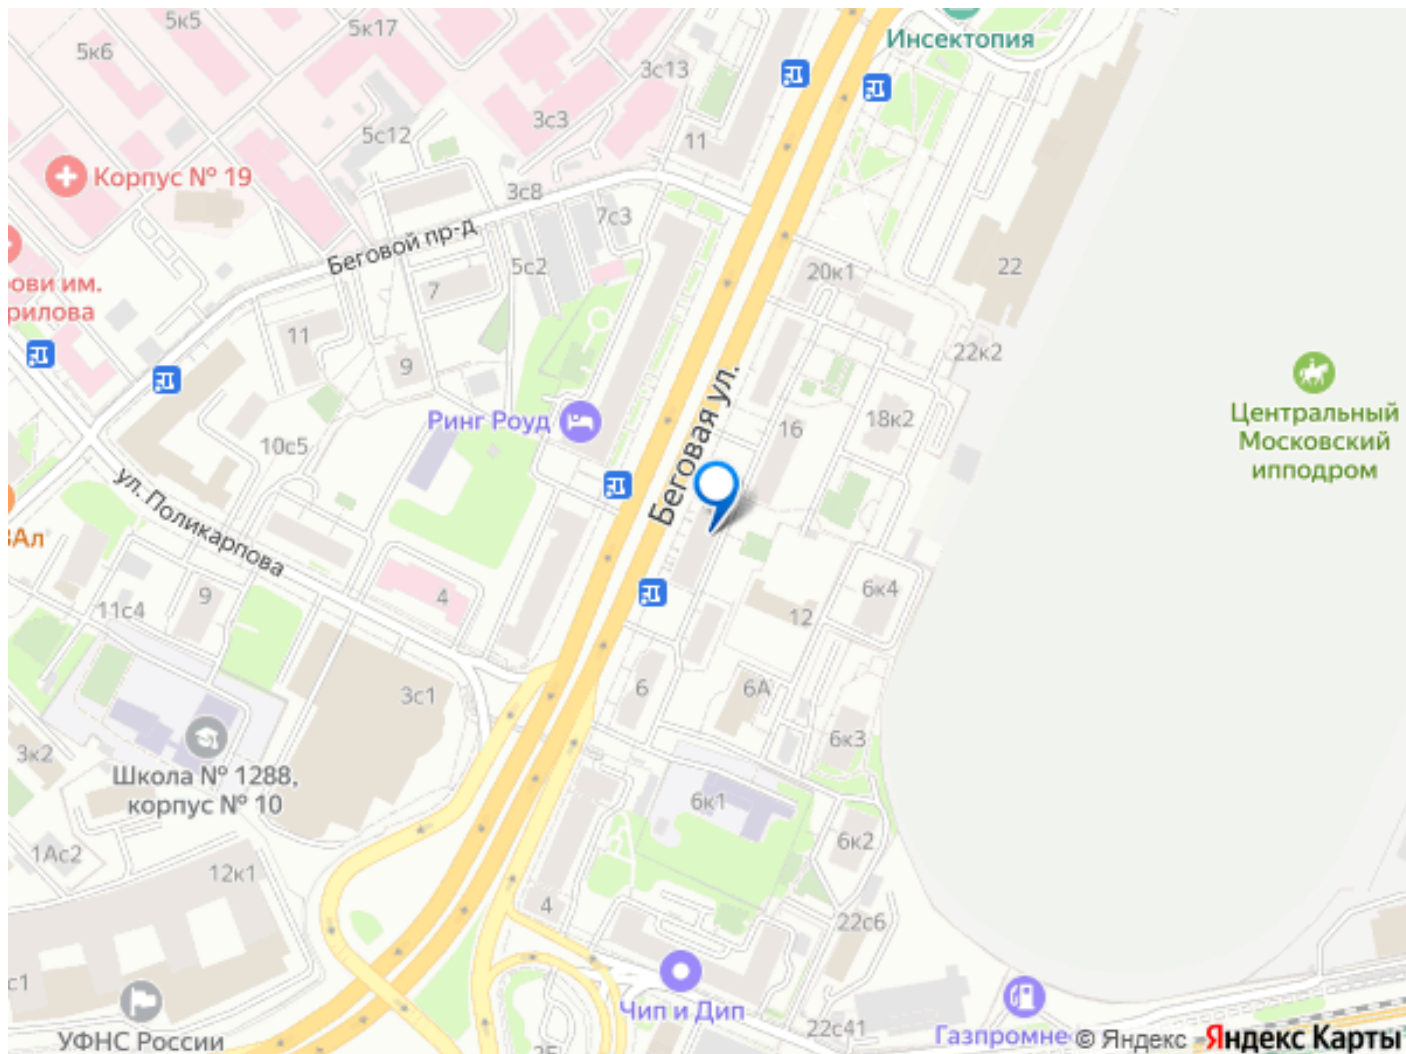 5к5
5к17
5к6
Инсектопия
3с13
3с3
5с12
11
Корпус № 19
3с8
7с3
Беговой пр-д
5с2
20к1
22
7
ови им.
рилова
11
9
22к2
Беговая ул.
Ринг Роуд
16
18к2
Центральный
Московский
ипподром
10с5
ул. Поликарпова
ЗАл
4
9
11с4
12
6к4
3с1
6
6А
6к3
3к2
Школа № 1288,
корпус № 10
6к1
6к2
1Ас2
12к1
4
22с6
с1
Чип и Дип
22с41
УФНС России
Газпромне
© Яндекс
Яндекс Карты